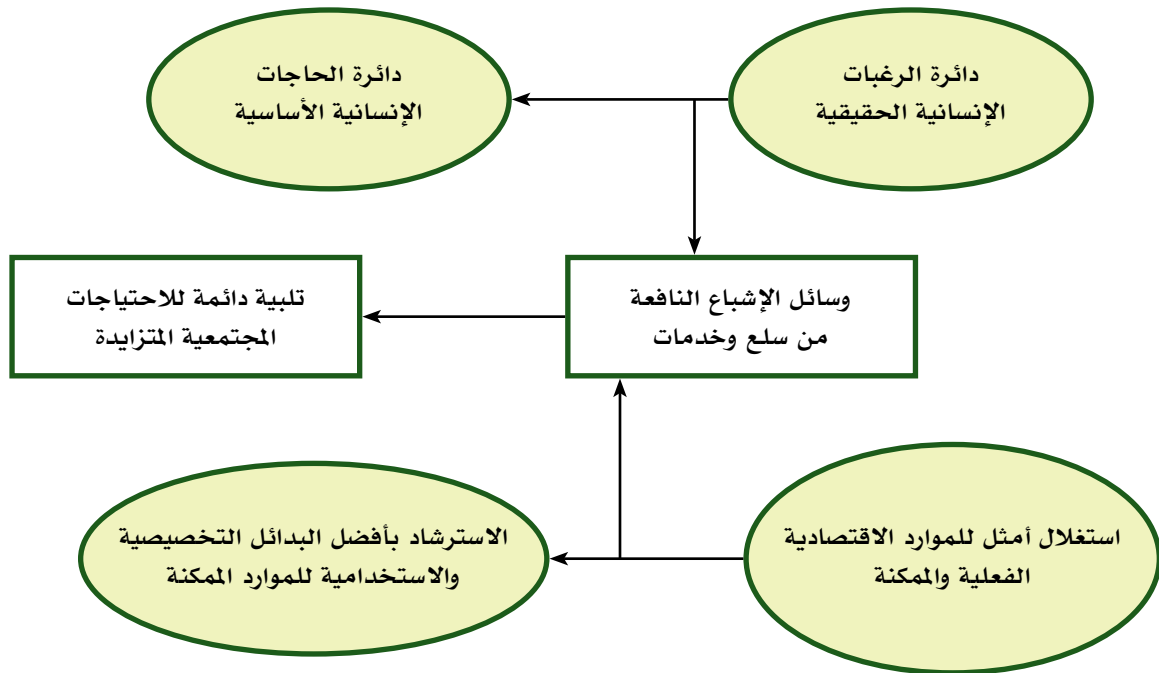 دائرة الرغبات
الإنسانية الحقيقية
دائرة الحاجات
الإنسانية الأساسية
وسائل الإشباع النافعة
من سلع وخدمات
تلبية دائمة للاحتياجات
المجتمعية المتزايدة
استغلال أمثل للموارد الاقتصادية
الفعلية والممكنة
الاسترشاد بأفضل البدائل التخصيصية
والاستخدامية للموارد الممكنة